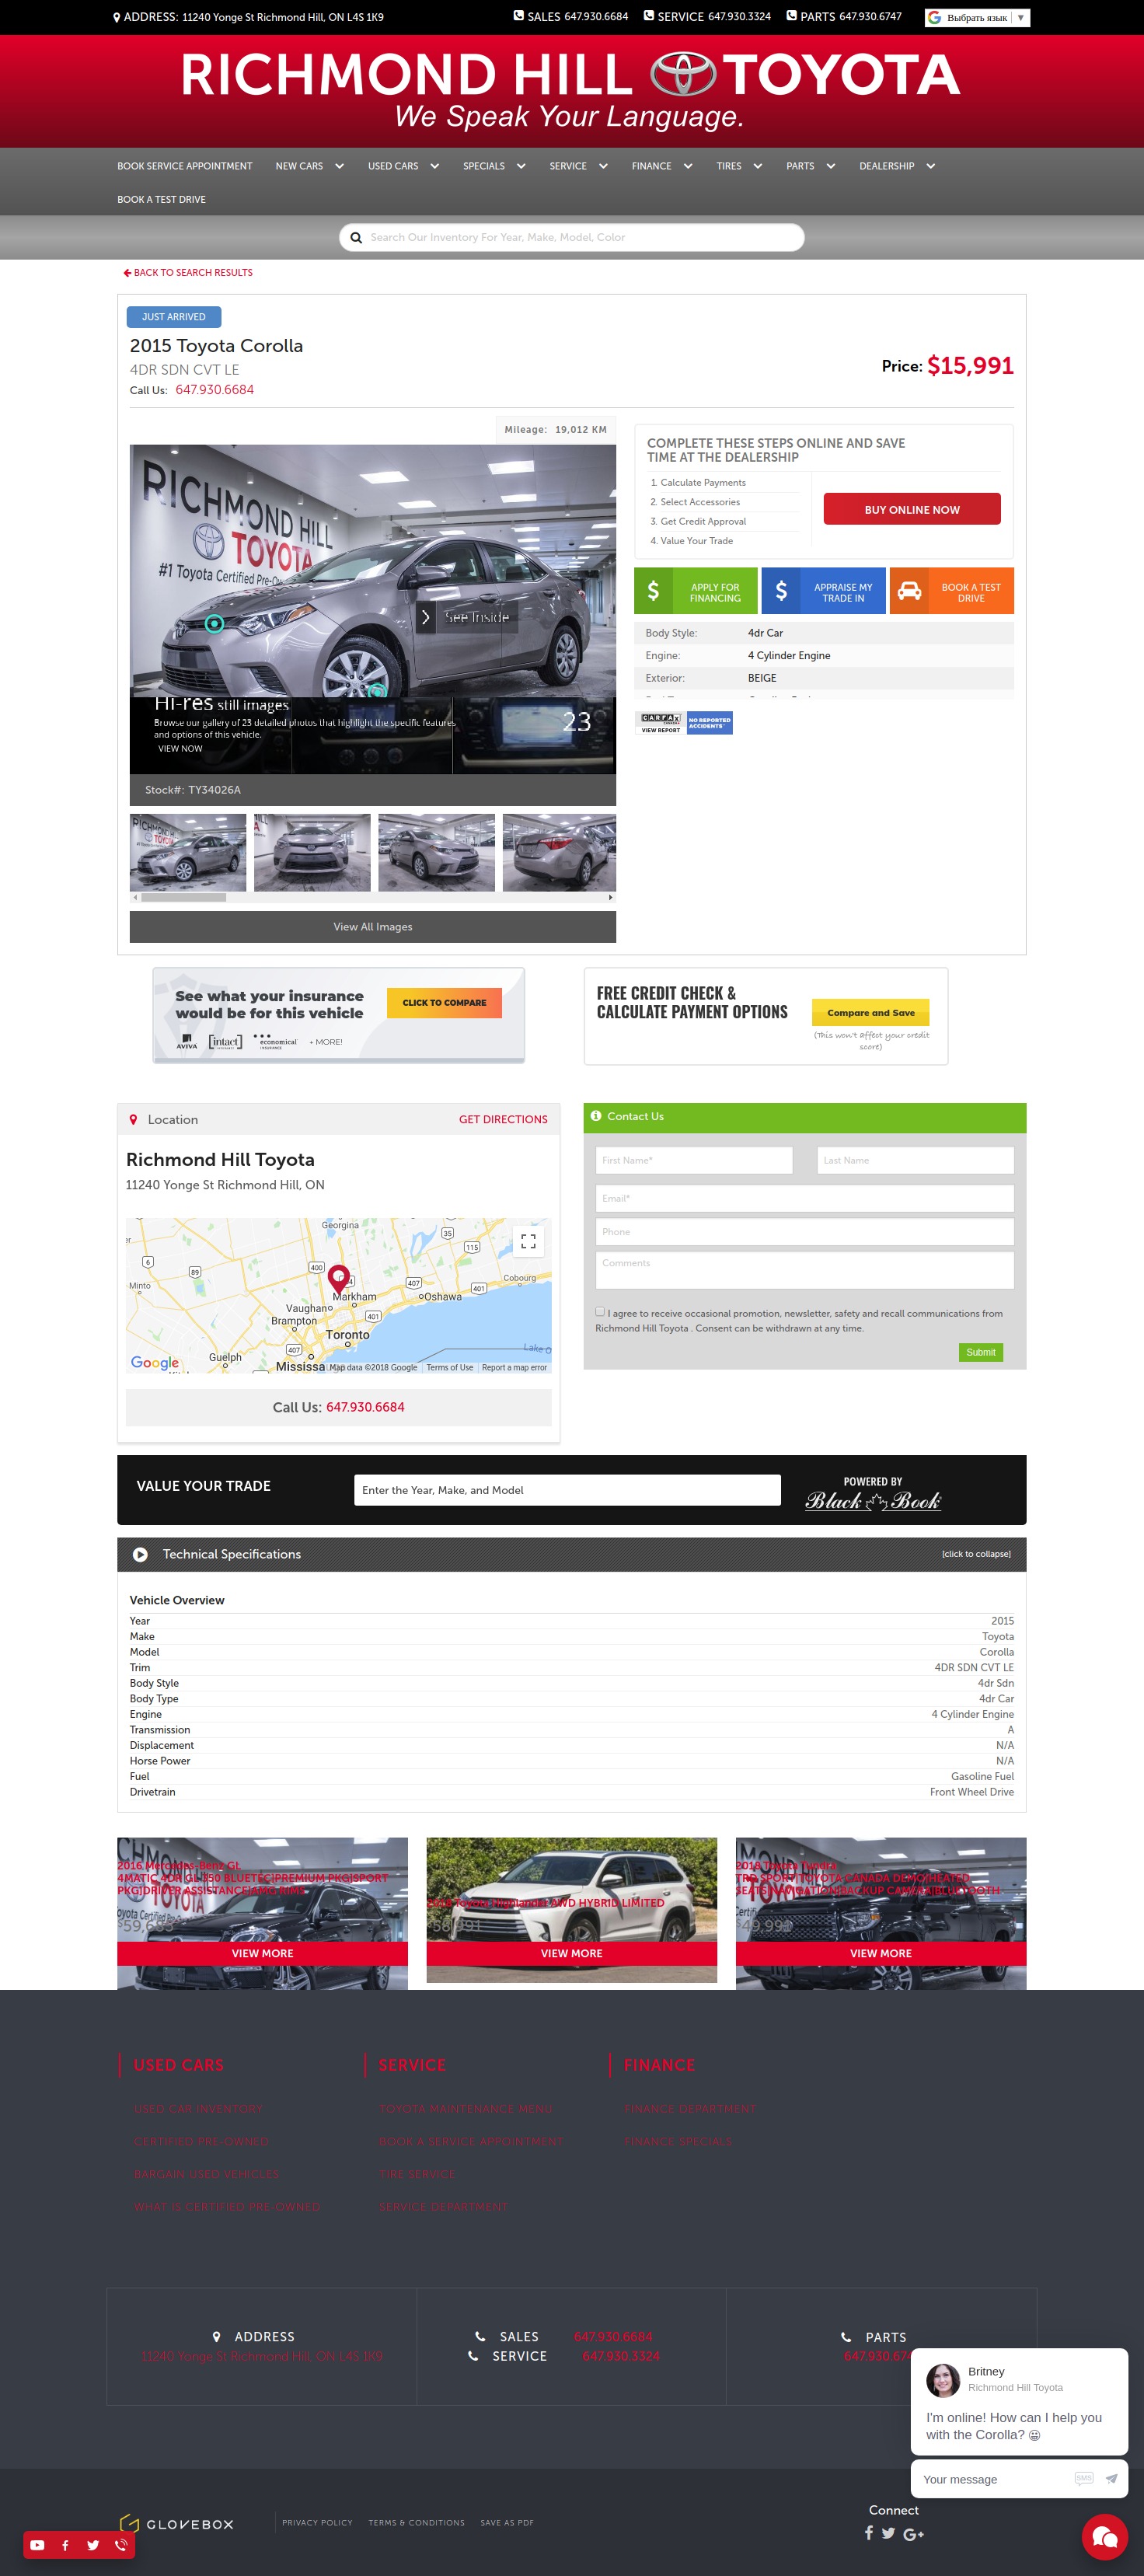 ADDRESS: 11240 Yonge St Richmond Hill, ON L4S 1K9
SALES 647.930.6684 SERVICE 647.930.3324 PARTS 647.930.6747
Выбрать язык ▼
RICHMOND HILL TOYOTA
We Speak Your Language.
BOOK SERVICE APPOINTMENT NEW CARS USED CARS SPECIALS SERVICE FINANCE TIRES PARTS DEALERSHIP
BOOK A TEST DRIVE
Search Our Inventory For Year, Make, Model, Color
BACK TO SEARCH RESULTS
JUST ARRIVED
2015 Toyota Corolla
4DR SDN CVT LE
Call Us: 647.930.6684
Price: $15,991
Mileage: 19,012 KM
RICHMOND HILL
TOYOTA
#1 Toyota Certified Pre-Ow
See Inside
Hi-res still images
Browse our gallery of 23 detailed photos that highlight the specific features
and options of this vehicle.
VIEW NOW
23
Stock#: TY34026A
View All Images
COMPLETE THESE STEPS ONLINE AND SAVE
TIME AT THE DEALERSHIP
1. Calculate Payments
2. Select Accessories
3. Get Credit Approval
4. Value Your Trade
BUY ONLINE NOW
APPLY FOR
FINANCING
APPRAISE MY
TRADE IN
BOOK A TEST
DRIVE
Body Style: 4dr Car
Engine: 4 Cylinder Engine
Exterior: BEIGE
CARFAX
CANADA
VIEW REPORT
NO REPORTED
ACCIDENTS
See what your insurance
would be for this vehicle
CLICK TO COMPARE
AVIVA [intact] INSURANCE economical INSURANCE + MORE!
FREE CREDIT CHECK &
CALCULATE PAYMENT OPTIONS
Compare and Save
(This won't affect your credit
score)
Location GET DIRECTIONS
Richmond Hill Toyota
11240 Yonge St Richmond Hill, ON
Georgina
35
115
6
89
400
Minto
407
401
Cobourg
Markham
Oshawa
Vaughan
401
Brampton
Toronto
407
Guelph
Lake O
Google
Mississa
Map data ©2018 Google Terms of Use Report a map error
Call Us: 647.930.6684
Contact Us
First Name* Last Name
Email*
Phone
Comments
I agree to receive occasional promotion, newsletter, safety and recall communications from
Richmond Hill Toyota . Consent can be withdrawn at any time.
Submit
VALUE YOUR TRADE
Enter the Year, Make, and Model
POWERED BY
Black Book
Technical Specifications [click to collapse]
Vehicle Overview
Year 2015
Make Toyota
Model Corolla
Trim 4DR SDN CVT LE
Body Style 4dr Sdn
Body Type 4dr Car
Engine 4 Cylinder Engine
Transmission A
Displacement N/A
Horse Power N/A
Fuel Gasoline Fuel
Drivetrain Front Wheel Drive
2016 Mercedes-Benz GL
4MATIC 4DR GL 350 BLUETEC|PREMIUM PKG|SPORT
PKG|DRIVER ASSISTANCE|AMG RIMS
VIEW MORE
Toyota Highlander AWD HYBRID LIMITED
VIEW MORE
2018 Toyota Tundra
TRD SPORT|TOYOTA CANADA DEMO|HEATED
SEATS|NAVIGATION|BACKUP CAMERA|BLUETOOTH
VIEW MORE
USED CARS
USED CAR INVENTORY
CERTIFIED PRE-OWNED
BARGAIN USED VEHICLES
WHAT IS CERTIFIED PRE-OWNED
SERVICE
TOYOTA MAINTENANCE MENU
BOOK A SERVICE APPOINTMENT
TIRE SERVICE
SERVICE DEPARTMENT
FINANCE
FINANCE DEPARTMENT
FINANCE SPECIALS
ADDRESS
11240 Yonge St Richmond Hill, ON L4S 1K9
SALES 647.930.6684
SERVICE 647.930.3324
PARTS
647.930.674
Britney
Richmond Hill Toyota
I'm online! How can I help you
with the Corolla? 😀
Your message
SMS
GLOVEBOX
PRIVACY POLICY TERMS & CONDITIONS SAVE AS PDF
Connect